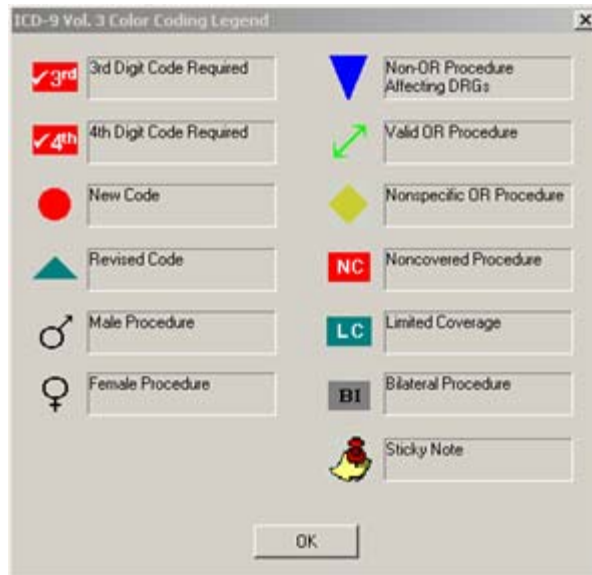 ICD-9 Vol. 3 Color Coding Legend
✓3rd
3rd Digit Code Required
✓4th
4th Digit Code Required
New Code
Revised Code
Male Procedure
Female Procedure
Non-OR Procedure
Affecting DRGs
Valid OR Procedure
Nonspecific OR Procedure
NC
Noncovered Procedure
LC
Limited Coverage
BI
Bilateral Procedure
Sticky Note
OK